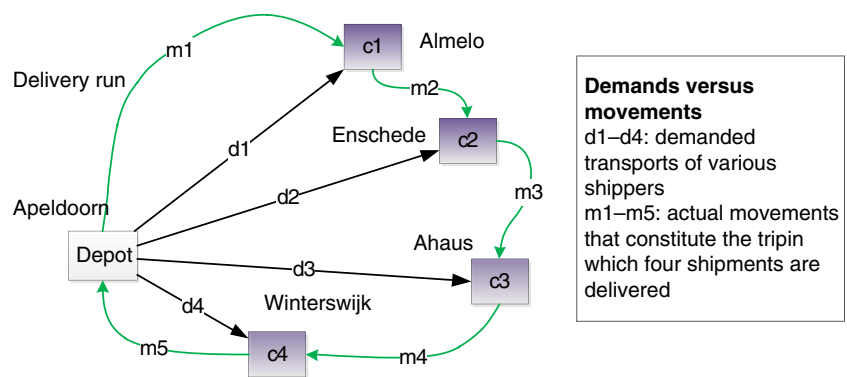 m1
c1
Almelo
Delivery run
m2
Enschede
c2
d1
d2
m3
Apeldoorn
Ahaus
Depot
d3
c3
d4
Winterswijk
m5
c4
m4
Demands versus
movements
d1–d4: demanded
transports of various
shippers
m1–m5: actual movements
that constitute the tripin
which four shipments are
delivered